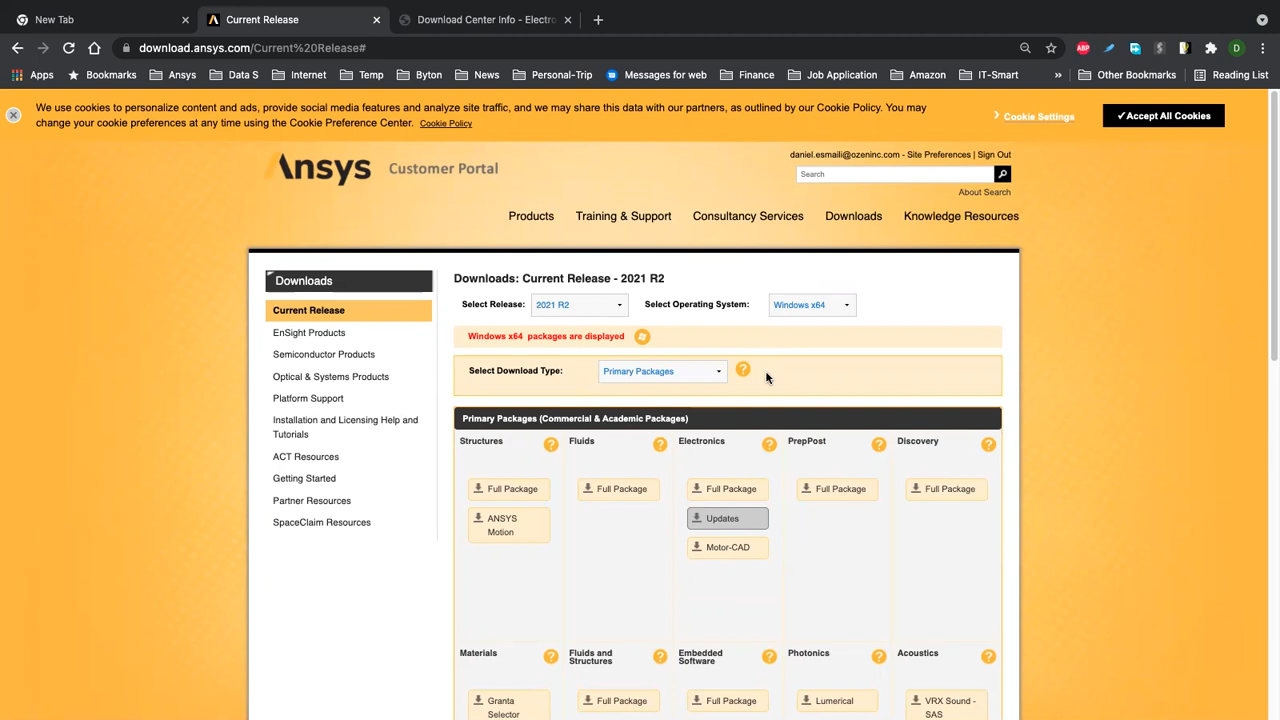 New Tab
Current Release
Download Center Info - Electro
download.ansys.com/Current%20Release#
ABP
D
Apps
Bookmarks
Ansys
Data S
Internet
Temp
Byton
News
Personal-Trip
Messages for web
Finance
Job Application
Amazon
IT-Smart
»
Other Bookmarks
Reading List
We use cookies to personalize content and ads, provide social media features and analyze site traffic, and we may share this data with our partners, as outlined by our Cookie Policy. You may
change your cookie preferences at any time using the Cookie Preference Center. Cookie Policy
Cookie Settings
✓Accept All Cookies
Ansys
Customer Portal
daniel.esmaili@ozeninc.com - Site Preferences | Sign Out
Search
About Search
Products
Training & Support
Consultancy Services
Downloads
Knowledge Resources
Downloads
Current Release
EnSight Products
Semiconductor Products
Optical & Systems Products
Platform Support
Installation and Licensing Help and
Tutorials
ACT Resources
Getting Started
Partner Resources
SpaceClaim Resources
Downloads: Current Release - 2021 R2
Select Release: 2021 R2 Select Operating System: Windows x64
Windows x64 packages are displayed
Select Download Type: Primary Packages ?
Primary Packages (Commercial & Academic Packages)
Structures ? Fluids ? Electronics ? PrepPost ? Discovery ?
Full Package Full Package Full Package Full Package Full Package
ANSYS
Motion
Updates
Motor-CAD
Materials ? Fluids and
Structures ? Embedded
Software ? Photonics ? Acoustics ?
Granta
Selector
Full Package
Full Package
Lumerical
VRX Sound -
SAS